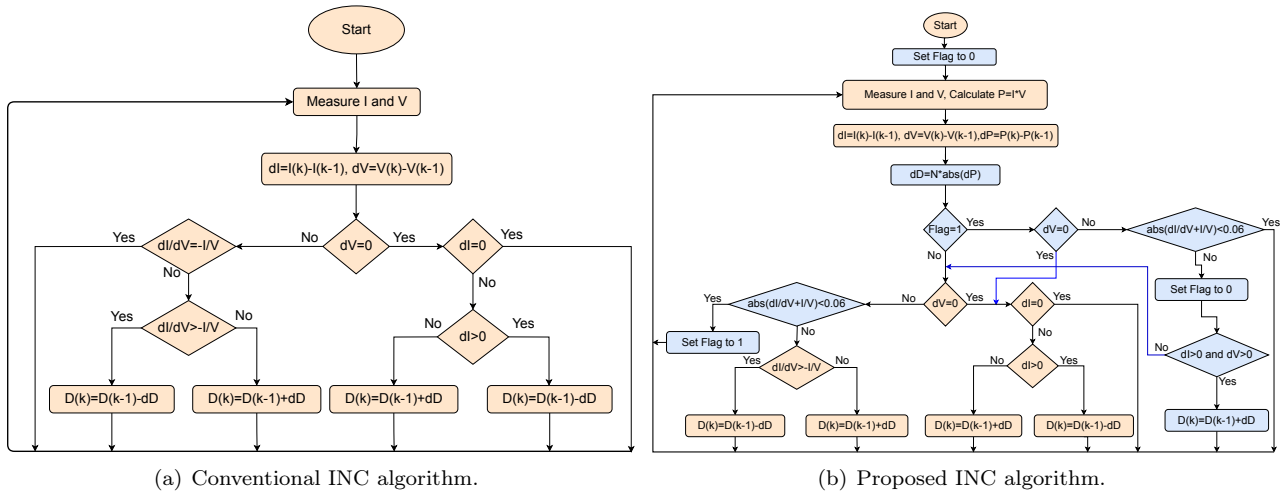 Start
Measure I and V
dI=I(k)-I(k-1), dV=V(k)-V(k-1)
Yes dI/dV=-I/V No dV=0 Yes dI=0 Yes
No No
Yes dI/dV>-I/V No No dI>0 Yes
D(k)=D(k-1)-dD D(k)=D(k-1)+dD D(k)=D(k-1)+dD D(k)=D(k-1)-dD
(a) Conventional INC algorithm.
Start
Set Flag to 0
Measure I and V, Calculate P=I*V
dI=I(k)-I(k-1), dV=V(k)-V(k-1),dP=P(k)-P(k-1)
dD=N*abs(dP)
Flag=1 Yes dV=0 No abs(dI/dV+I/V)<0.06 Yes
No Yes No
Set Flag to 0
Yes abs(dI/dV+I/V)<0.06 No dV=0 Yes dI=0 Yes
Set Flag to 1 No No
No dI>0 and dV>0
Yes dI/dV>-I/V No No dI>0 Yes Yes
D(k)=D(k-1)-dD D(k)=D(k-1)+dD D(k)=D(k-1)+dD D(k)=D(k-1)-dD D(k)=D(k-1)+dD
(b) Proposed INC algorithm.